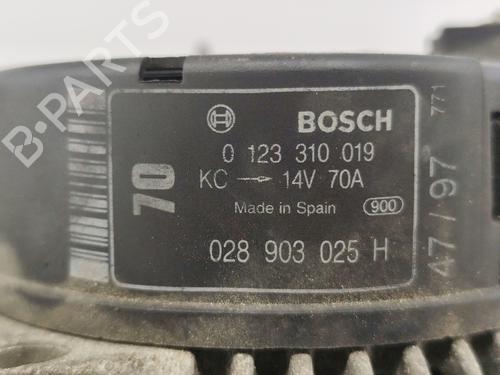 B-PARTS
BOSCH
0 123 310 019
KC → 14V 70A
Made in Spain 900
028 903 025 H
70
47 / 97 771